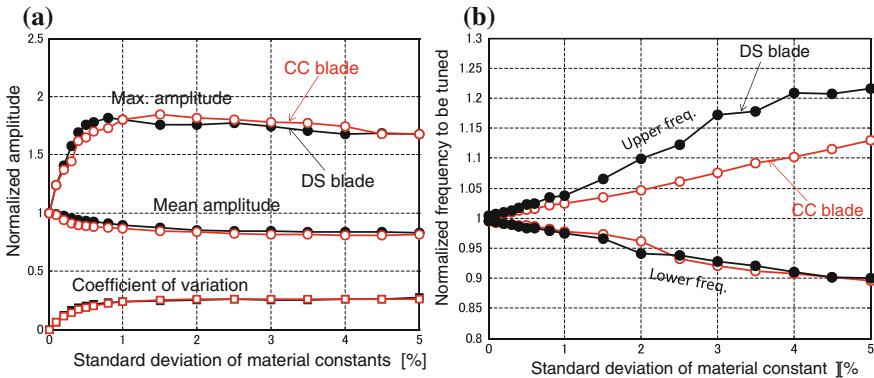 (a)
2.5
2
1.5
1
0.5
0
Normalized amplitude
CC blade
Max. amplitude
DS blade
Mean amplitude
Coefficient of variation
0 1 2 3 4 5
Standard deviation of material constants [%]
(b)
1.3
1.25
1.2
1.15
1.10
1.05
1.00
0.95
0.90
0.85
0.8
Normalized frequency to be tuned
DS blade
Upper freq.
CC blade
Lower freq.
0 1 2 3 4 5
Standard deviation of material constant ][%